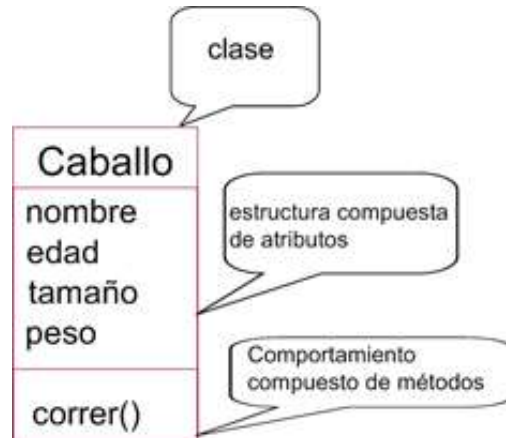 clase
Caballo
nombre
edad
tamaño
peso
estructura compuesta
de atributos
Comportamiento
compuesto de métodos
correr()